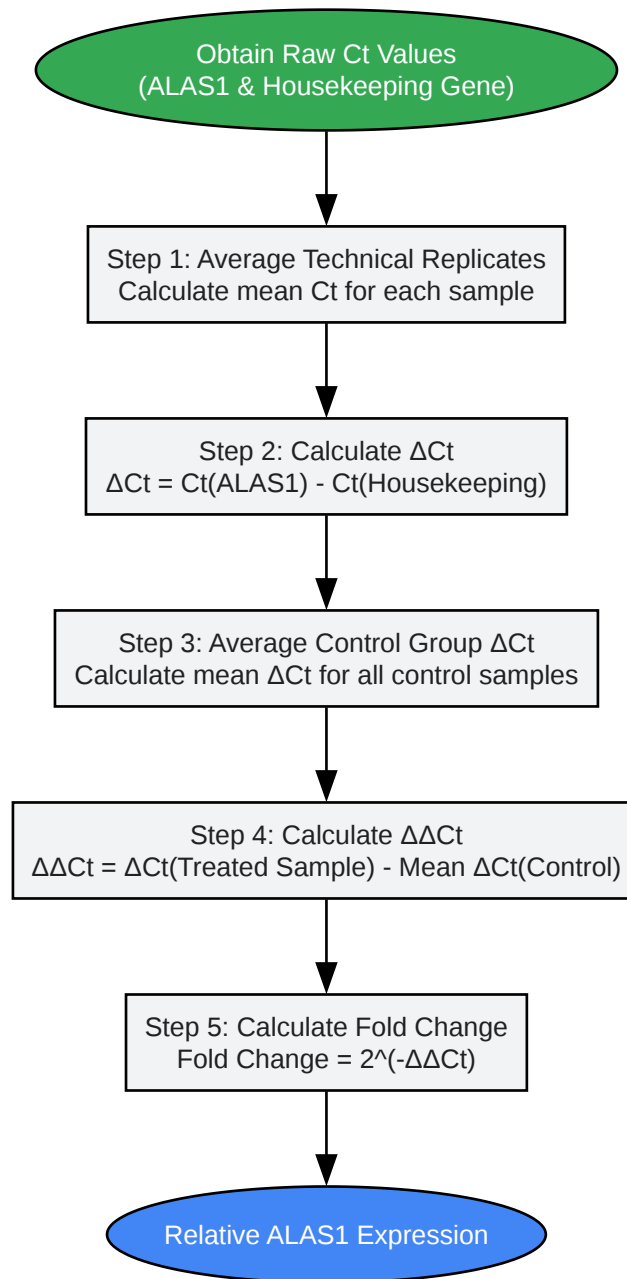 Obtain Raw Ct Values
(ALAS1 & Housekeeping Gene)
Step 1: Average Technical Replicates
Calculate mean Ct for each sample
Step 2: Calculate ΔCt
ΔCt = Ct(ALAS1) - Ct(Housekeeping)
Step 3: Average Control Group ΔCt
Calculate mean ΔCt for all control samples
Step 4: Calculate ΔΔCt
ΔΔCt = ΔCt(Treated Sample) - Mean ΔCt(Control)
Step 5: Calculate Fold Change
Fold Change = 2^(-ΔΔCt)
Relative ALAS1 Expression